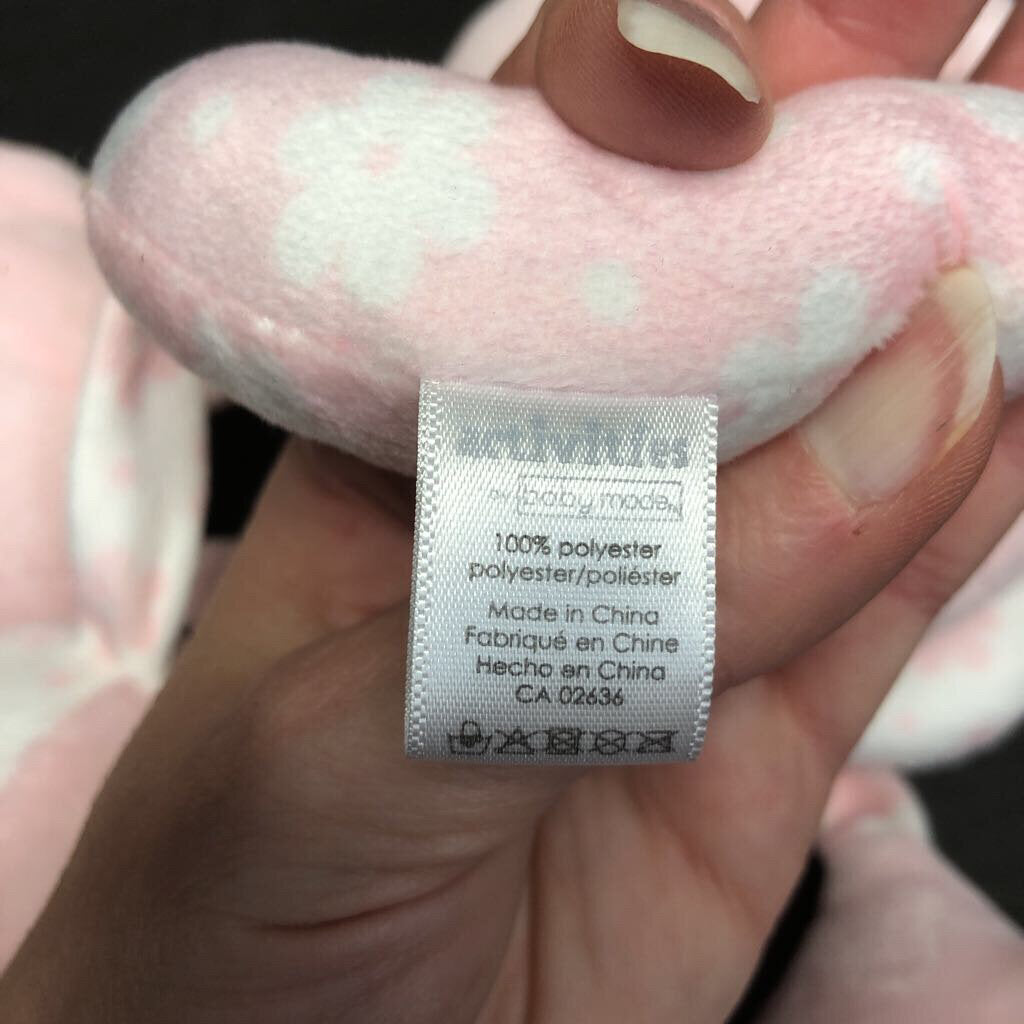 by baby mode
100% polyester
polyester/poliéster
Made in China
Fabriqué en Chine
Hecho en China
CA 02636